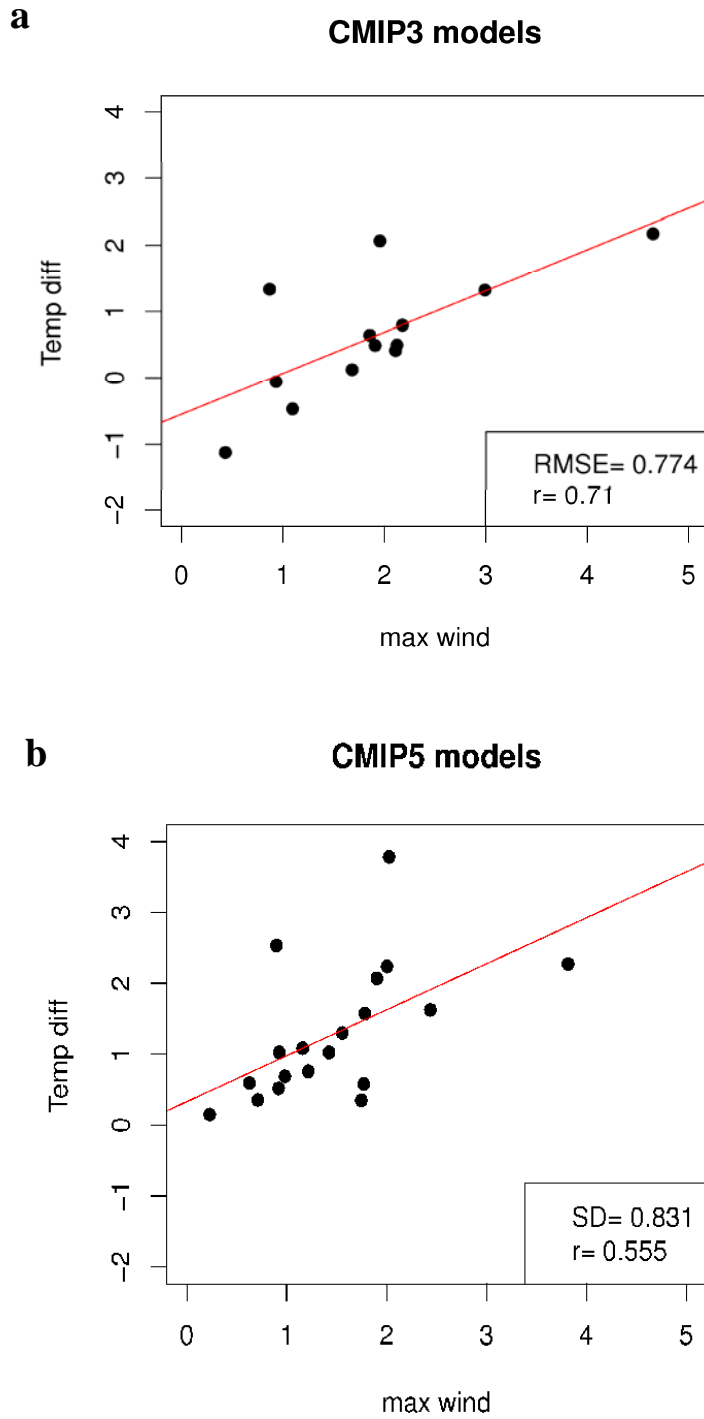 a
CMIP3 models
4
3
2
1
0
−1
−2
Temp diff
RMSE= 0.774
r= 0.71
0 1 2 3 4 5
max wind
b
CMIP5 models
4
3
2
1
0
−1
−2
Temp diff
SD= 0.831
r= 0.555
0 1 2 3 4 5
max wind